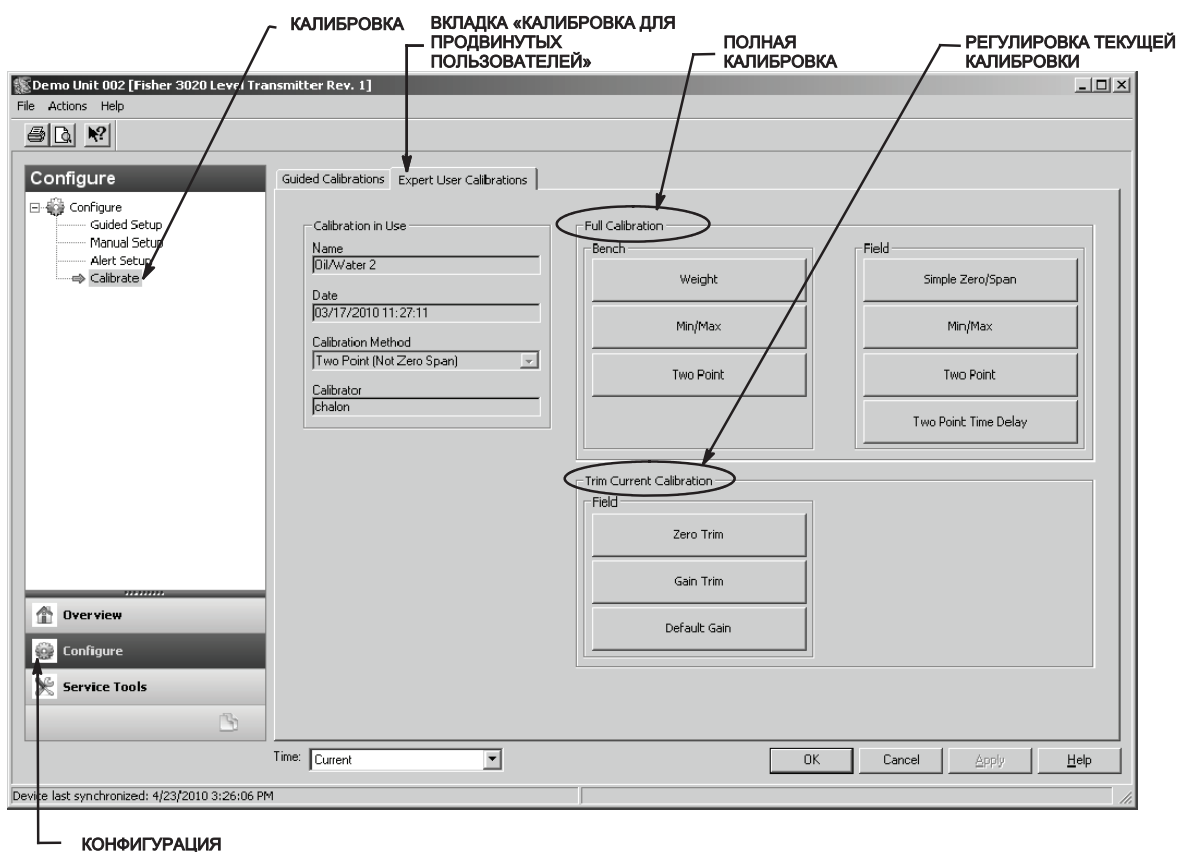 КАЛИБРОВКА
ВКЛАДКА «КАЛИБРОВКА ДЛЯ
ПРОДВИНУТЫХ
ПОЛЬЗОВАТЕЛЕЙ»
ПОЛНАЯ
КАЛИБРОВКА
РЕГУЛИРОВКА ТЕКУЩЕЙ
КАЛИБРОВКИ
Demo Unit 002 [Fisher 3020 Level Transmitter Rev. 1]
File Actions Help
Configure
Configure
Guided Setup
Manual Setup
Alert Setup
Calibrate
Overview
Configure
Service Tools
Guided Calibrations
Expert User Calibrations
Calibration in Use
Name
Oil/Water 2
Date
03/17/2010 11:27:11
Calibration Method
Two Point (Not Zero Span)
Calibrator
chalon
Full Calibration
Bench
Weight
Min/Max
Two Point
Field
Simple Zero/Span
Min/Max
Two Point
Two Point Time Delay
Trim Current Calibration
Field
Zero Trim
Gain Trim
Default Gain
Time: Current
OK
Cancel
Apply
Help
Device last synchronized: 4/23/2010 3:26:06 PM
КОНФИГУРАЦИЯ